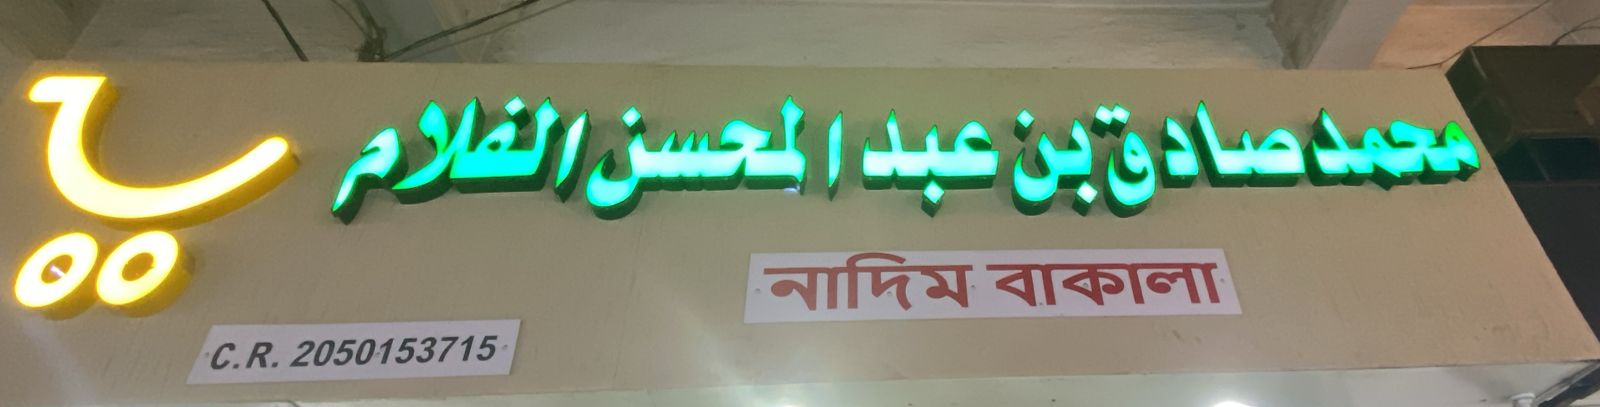 محمد صادق بن عبد المحسن الفلام
নাদিম বাকালা
C.R. 2050153715